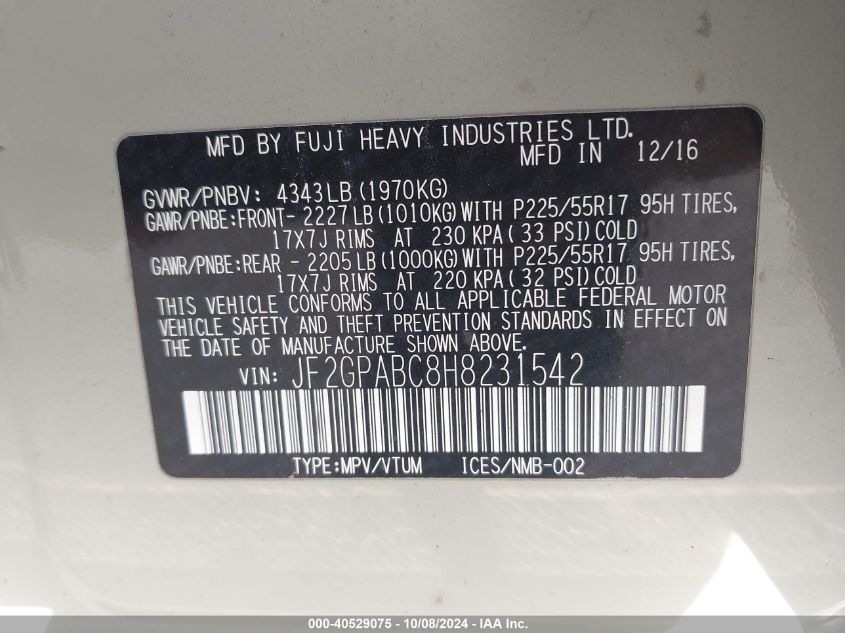 MFD BY FUJI HEAVY INDUSTRIES LTD.
MFD IN 12/16
GVWR/PNBV: 4343LB (1970KG)
GAWR/PNBE:FRONT- 2227LB (1010KG) WITH P225/55R17 95H TIRES,
17X7J RIMS AT 230 KPA( 33 PSI) COLD
GAWR/PNBE:REAR - 2205LB (1000KG) WITH P225/55R17 95H TIRES,
17X7J RIMS AT 220 KPA( 32 PSI) COLD
THIS VEHICLE CONFORMS TO ALL APPLICABLE FEDERAL MOTOR
VEHICLE SAFETY AND THEFT PREVENTION STANDARDS IN EFFECT ON
THE DATE OF MANUFACTURE SHOWN ABOVE.
VIN: JF2GPABC8H8231542
TYPE:MPV/VTUM ICES/NMB-002
000-40529075 - 10/08/2024 - IAA Inc.